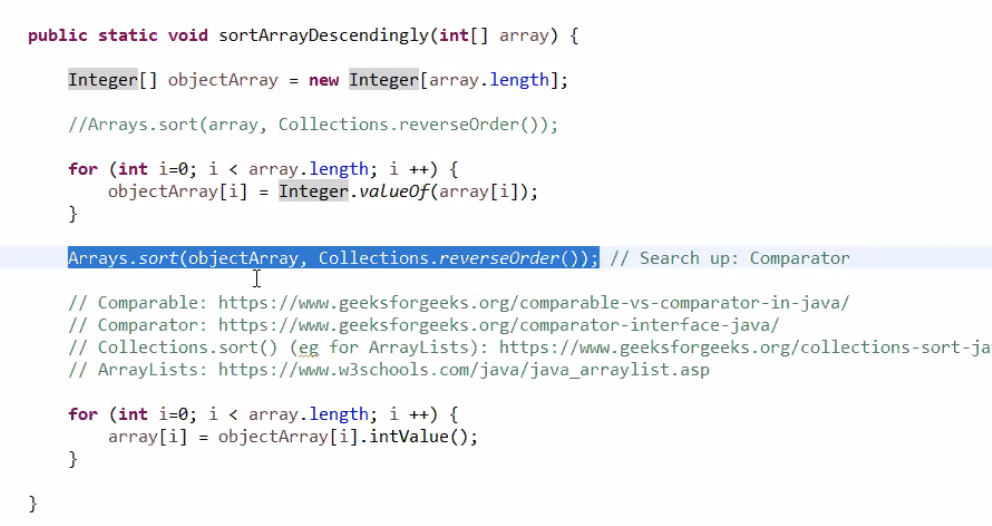 public static void sortArrayDescendingly(int[] array) {
Integer[] objectArray = new Integer[array.length];
//Arrays.sort(array, Collections.reverseOrder());
for (int i=0; i < array.length; i ++) {
objectArray[i] = Integer.valueOf(array[i]);
}
Arrays.sort(objectArray, Collections.reverseOrder()); // Search up: Comparator
// Comparable: https://www.geeksforgeeks.org/comparable-vs-comparator-in-java/
// Comparator: https://www.geeksforgeeks.org/comparator-interface-java/
// Collections.sort() (eg for ArrayLists): https://www.geeksforgeeks.org/collections-sort-ja
// ArrayLists: https://www.w3schools.com/java/java_arraylist.asp
for (int i=0; i < array.length; i ++) {
array[i] = objectArray[i].intValue();
}
}